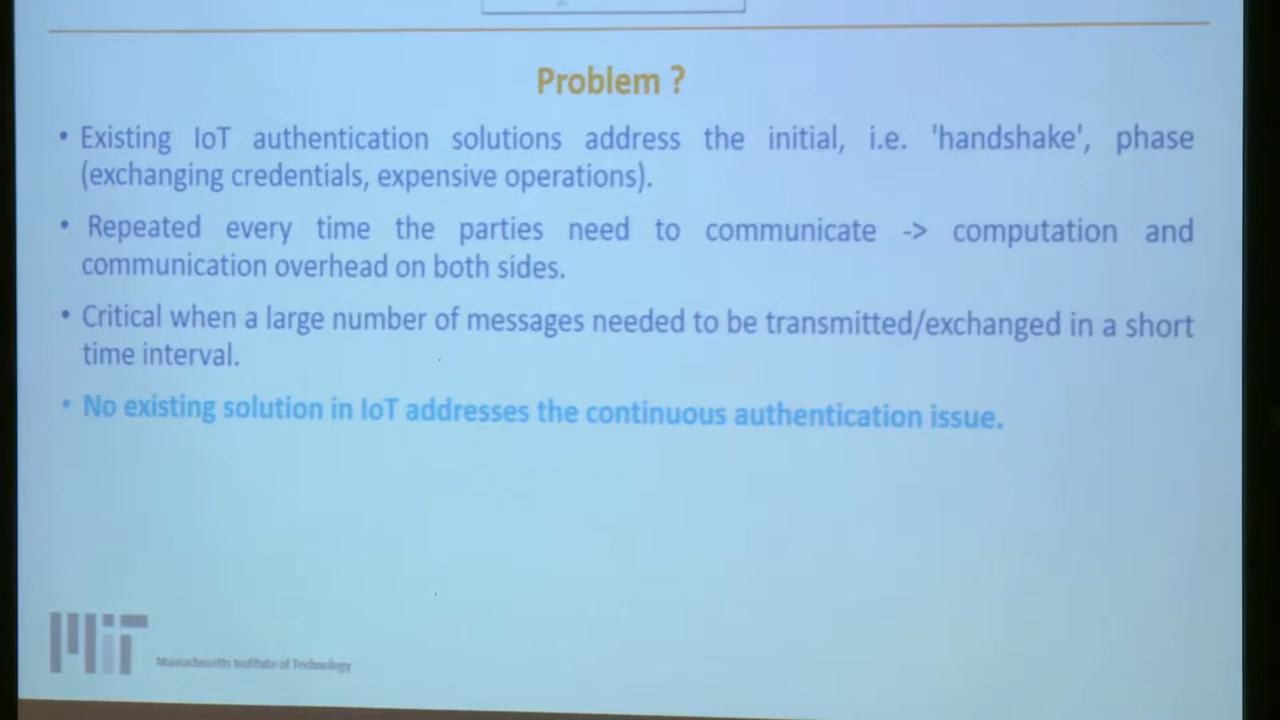 Problem ?
• Existing IoT authentication solutions address the initial, i.e. 'handshake', phase
(exchanging credentials, expensive operations).
• Repeated every time the parties need to communicate -> computation and
communication overhead on both sides.
• Critical when a large number of messages needed to be transmitted/exchanged in a short
time interval.
• No existing solution in IoT addresses the continuous authentication issue.
MIT
Massachusetts Institute of Technology